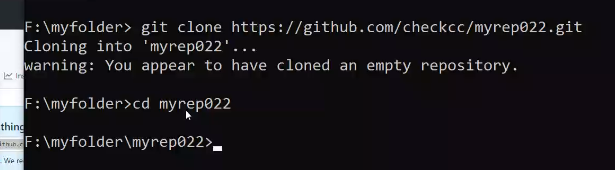 F:\myfolder> git clone https://github.com/checkcc/myrep022.git
Cloning into 'myrep022'...
warning: You appear to have cloned an empty repository.
F:\myfolder>cd myrep022
F:\myfolder\myrep022>